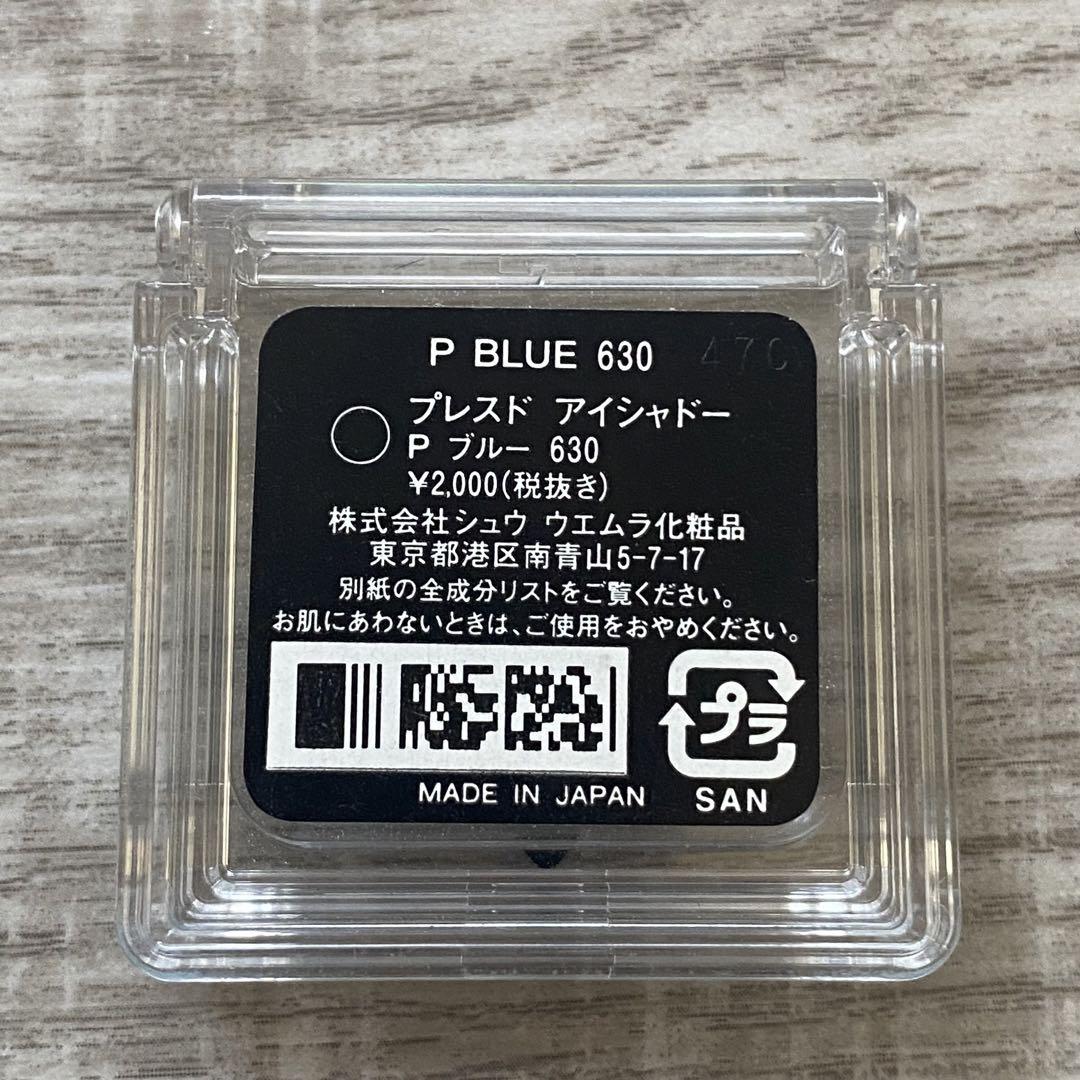 P BLUE 630 47C
プレスド アイシャドー
P ブルー 630
¥2,000(税抜き)
株式会社シュウ ウエムラ化粧品
東京都港区南青山5-7-17
別紙の全成分リストをご覧ください。
お肌にあわないときは、ご使用をおやめください。
プラ
MADE IN JAPAN
SAN